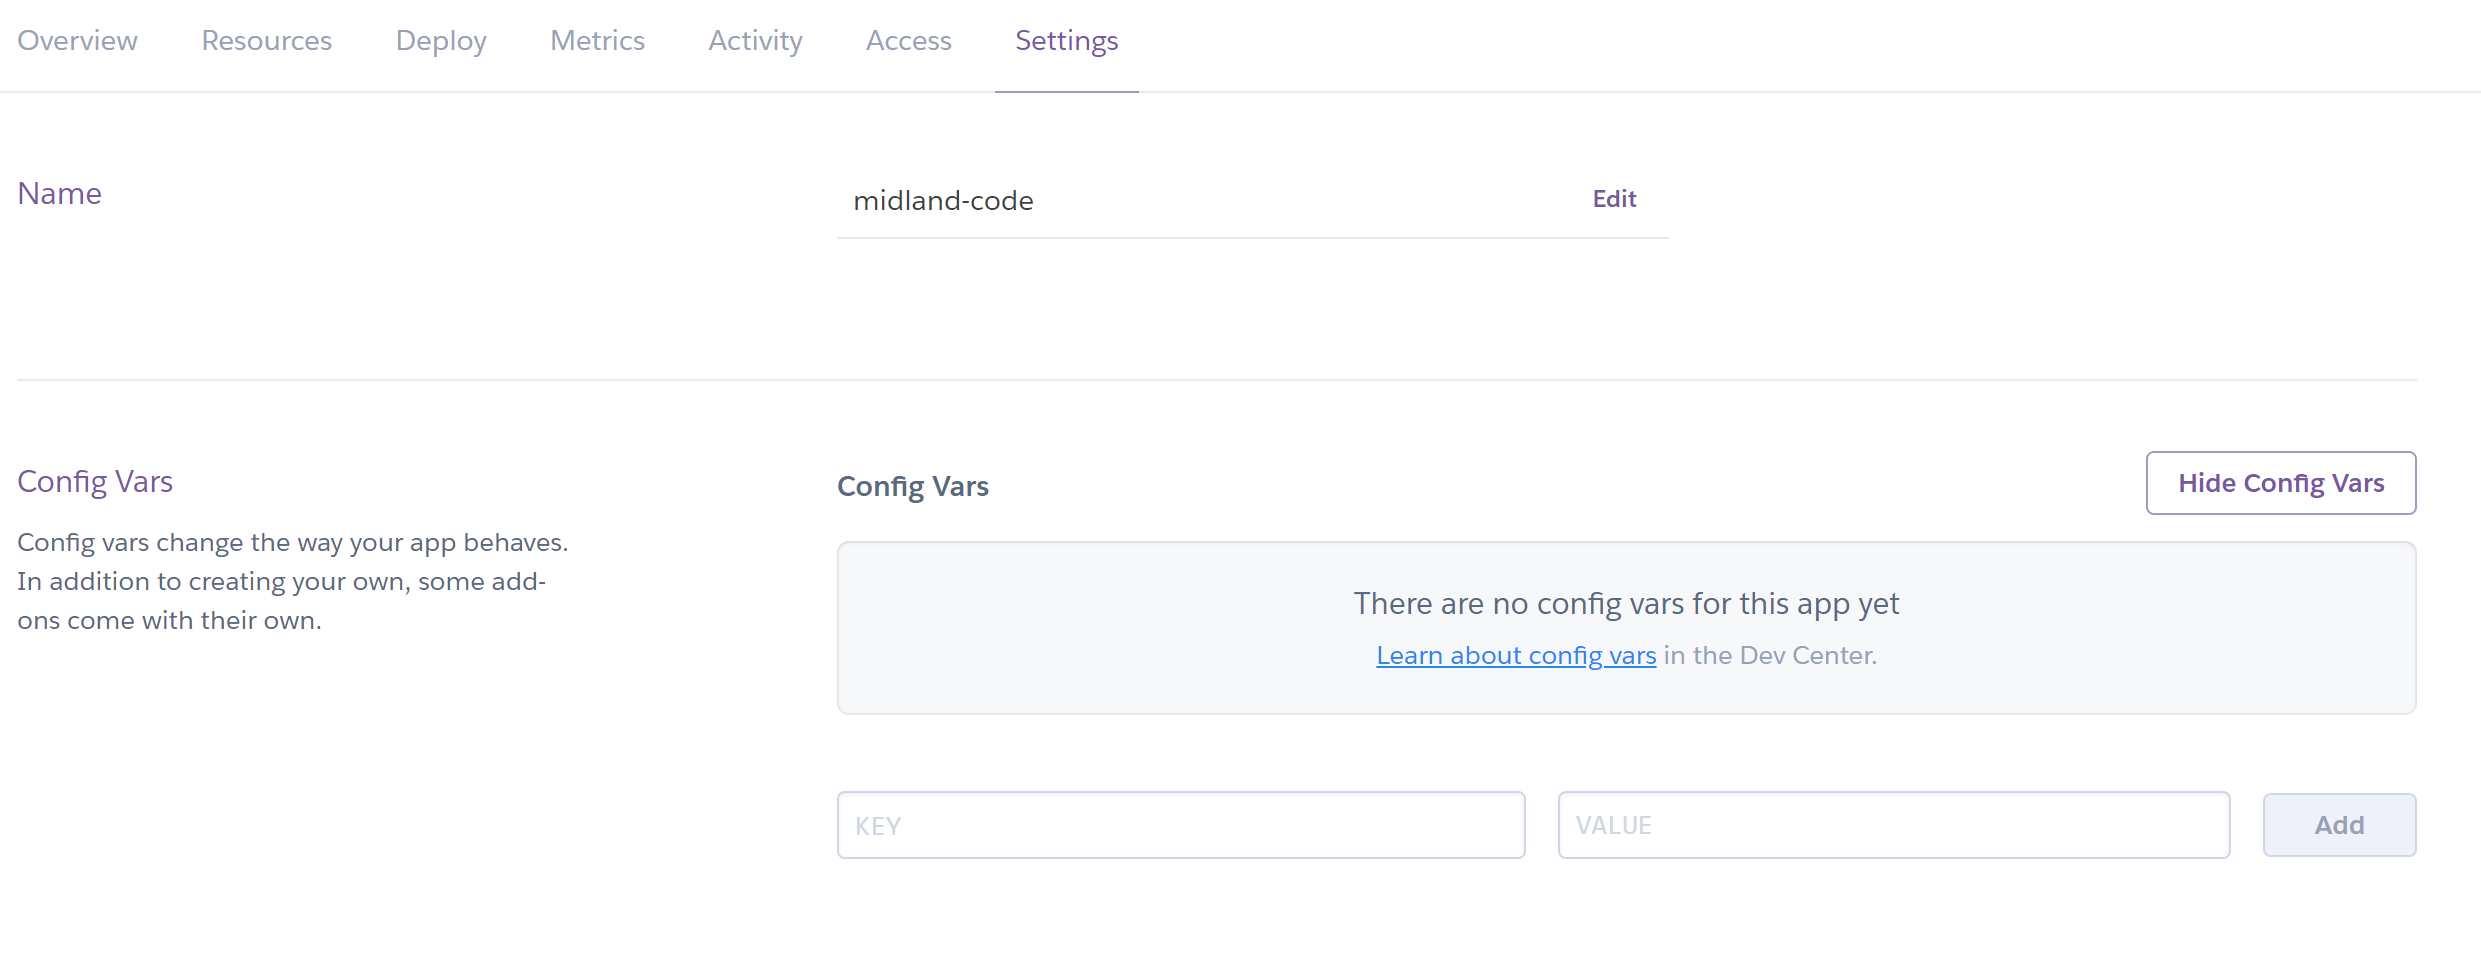 Overview Resources Deploy Metrics Activity Access Settings
Name
midland-code
Edit
Config Vars
Config vars change the way your app behaves.
In addition to creating your own, some add-
ons come with their own.
Config Vars
Hide Config Vars
There are no config vars for this app yet
Learn about config vars in the Dev Center.
KEY
VALUE
Add